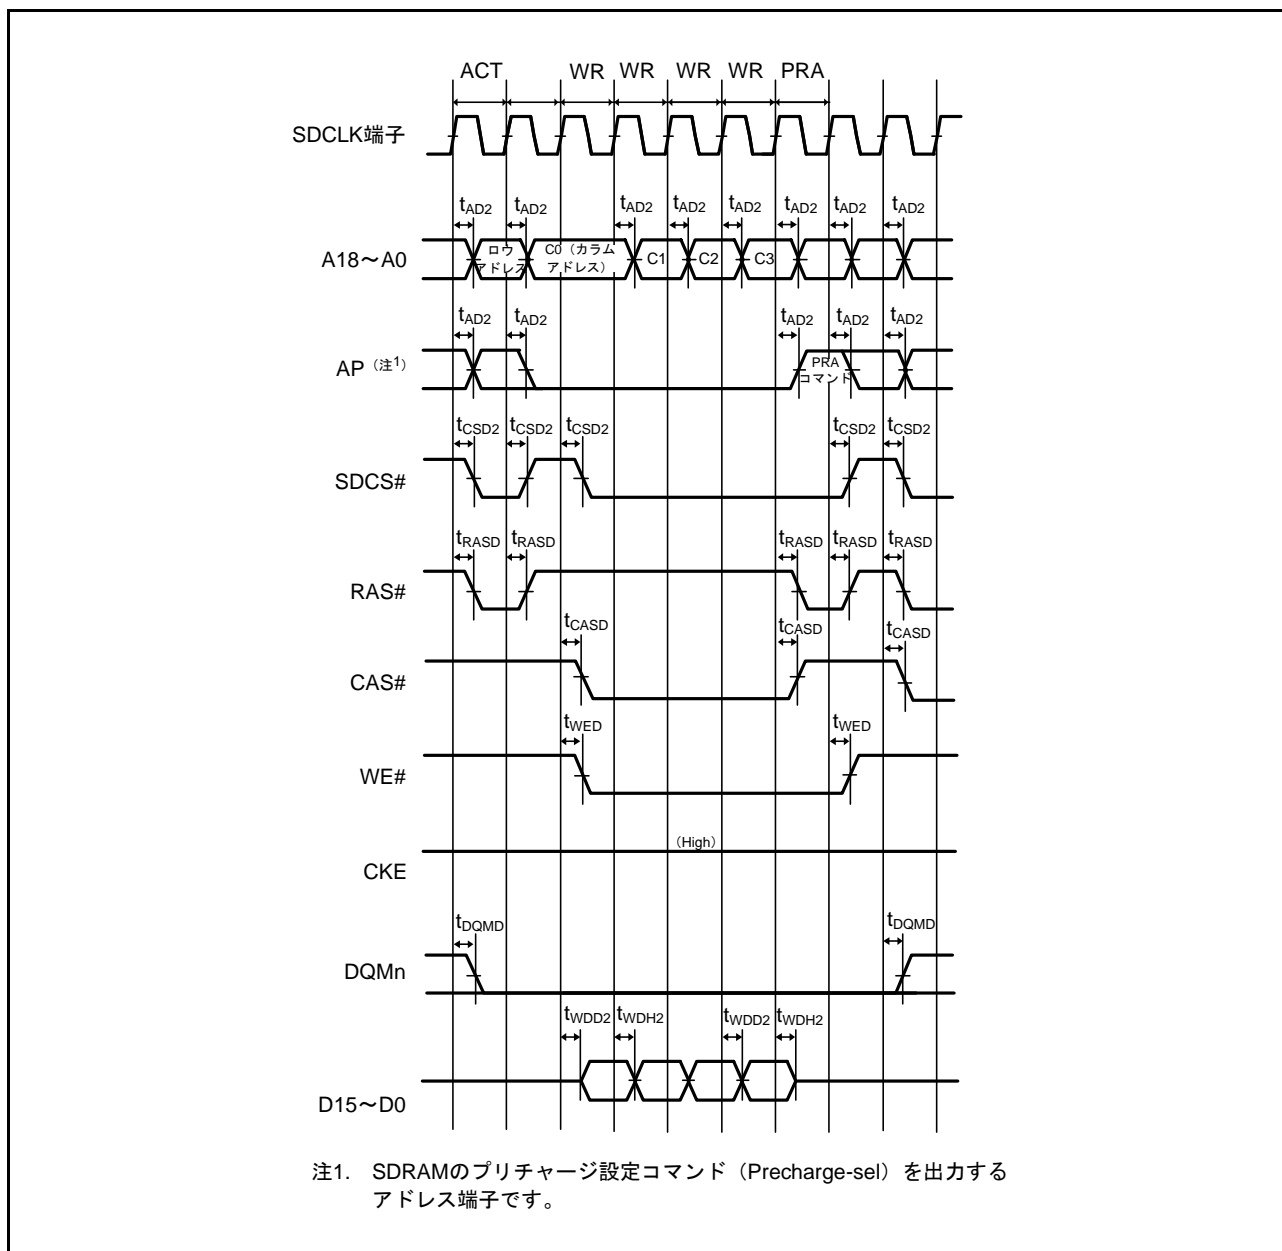 ACT WR WR WR WR PRA
SDCLK端子
tAD2 tAD2 tAD2 tAD2 tAD2 tAD2 tAD2 tAD2
A18～A0
ロウ
アドレス
C0（カラム
アドレス）
C1 C2 C3
tAD2 tAD2 tAD2 tAD2 tAD2
AP（注1）
PRA
コマンド
tCSD2 tCSD2 tCSD2 tCSD2 tCSD2
SDCS#
tRASD tRASD tRASD tRASD tRASD
RAS#
tCASD tCASD tCASD
CAS#
tWED tWED
WE#
（High）
CKE
tDQMD tDQMD
DQMn
tWDD2 tWDH2 tWDD2 tWDH2
D15～D0
注1. SDRAMのプリチャージ設定コマンド（Precharge-sel）を出力する
アドレス端子です。